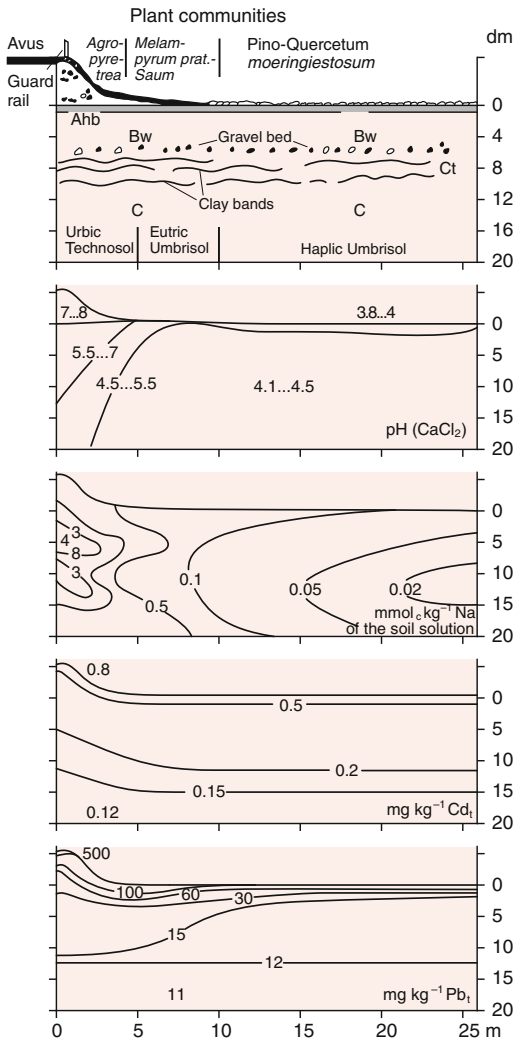 Plant communities
dm
Avus
Agro-
pyre-
trea
Melam-
pyrum prat.-
Saum
Pino-Quercetum
moeringiestosum
Guard
rail
0
Ahb
Bw
Gravel bed
Bw
4
8
Ct
Clay bands
12
C
C
16
Urbic
Technosol
Eutric
Umbrisol
Haplic Umbrisol
20
7...8
3.8...4
0
5.5...7
5
4.5...5.5
4.1...4.5
10
15
pH (CaCl₂)
20
0
3
4
5
8
3
0.1
10
0.05
0.02
0.5
15
mmolc kg⁻¹ Na
of the soil solution
20
0.8
0
0.5
5
0.2
10
0.15
15
0.12
mg kg⁻¹ Cdt
20
500
0
100
60
30
5
15
10
12
15
11
mg kg⁻¹ Pbt
20
0 5 10 15 20 25 m